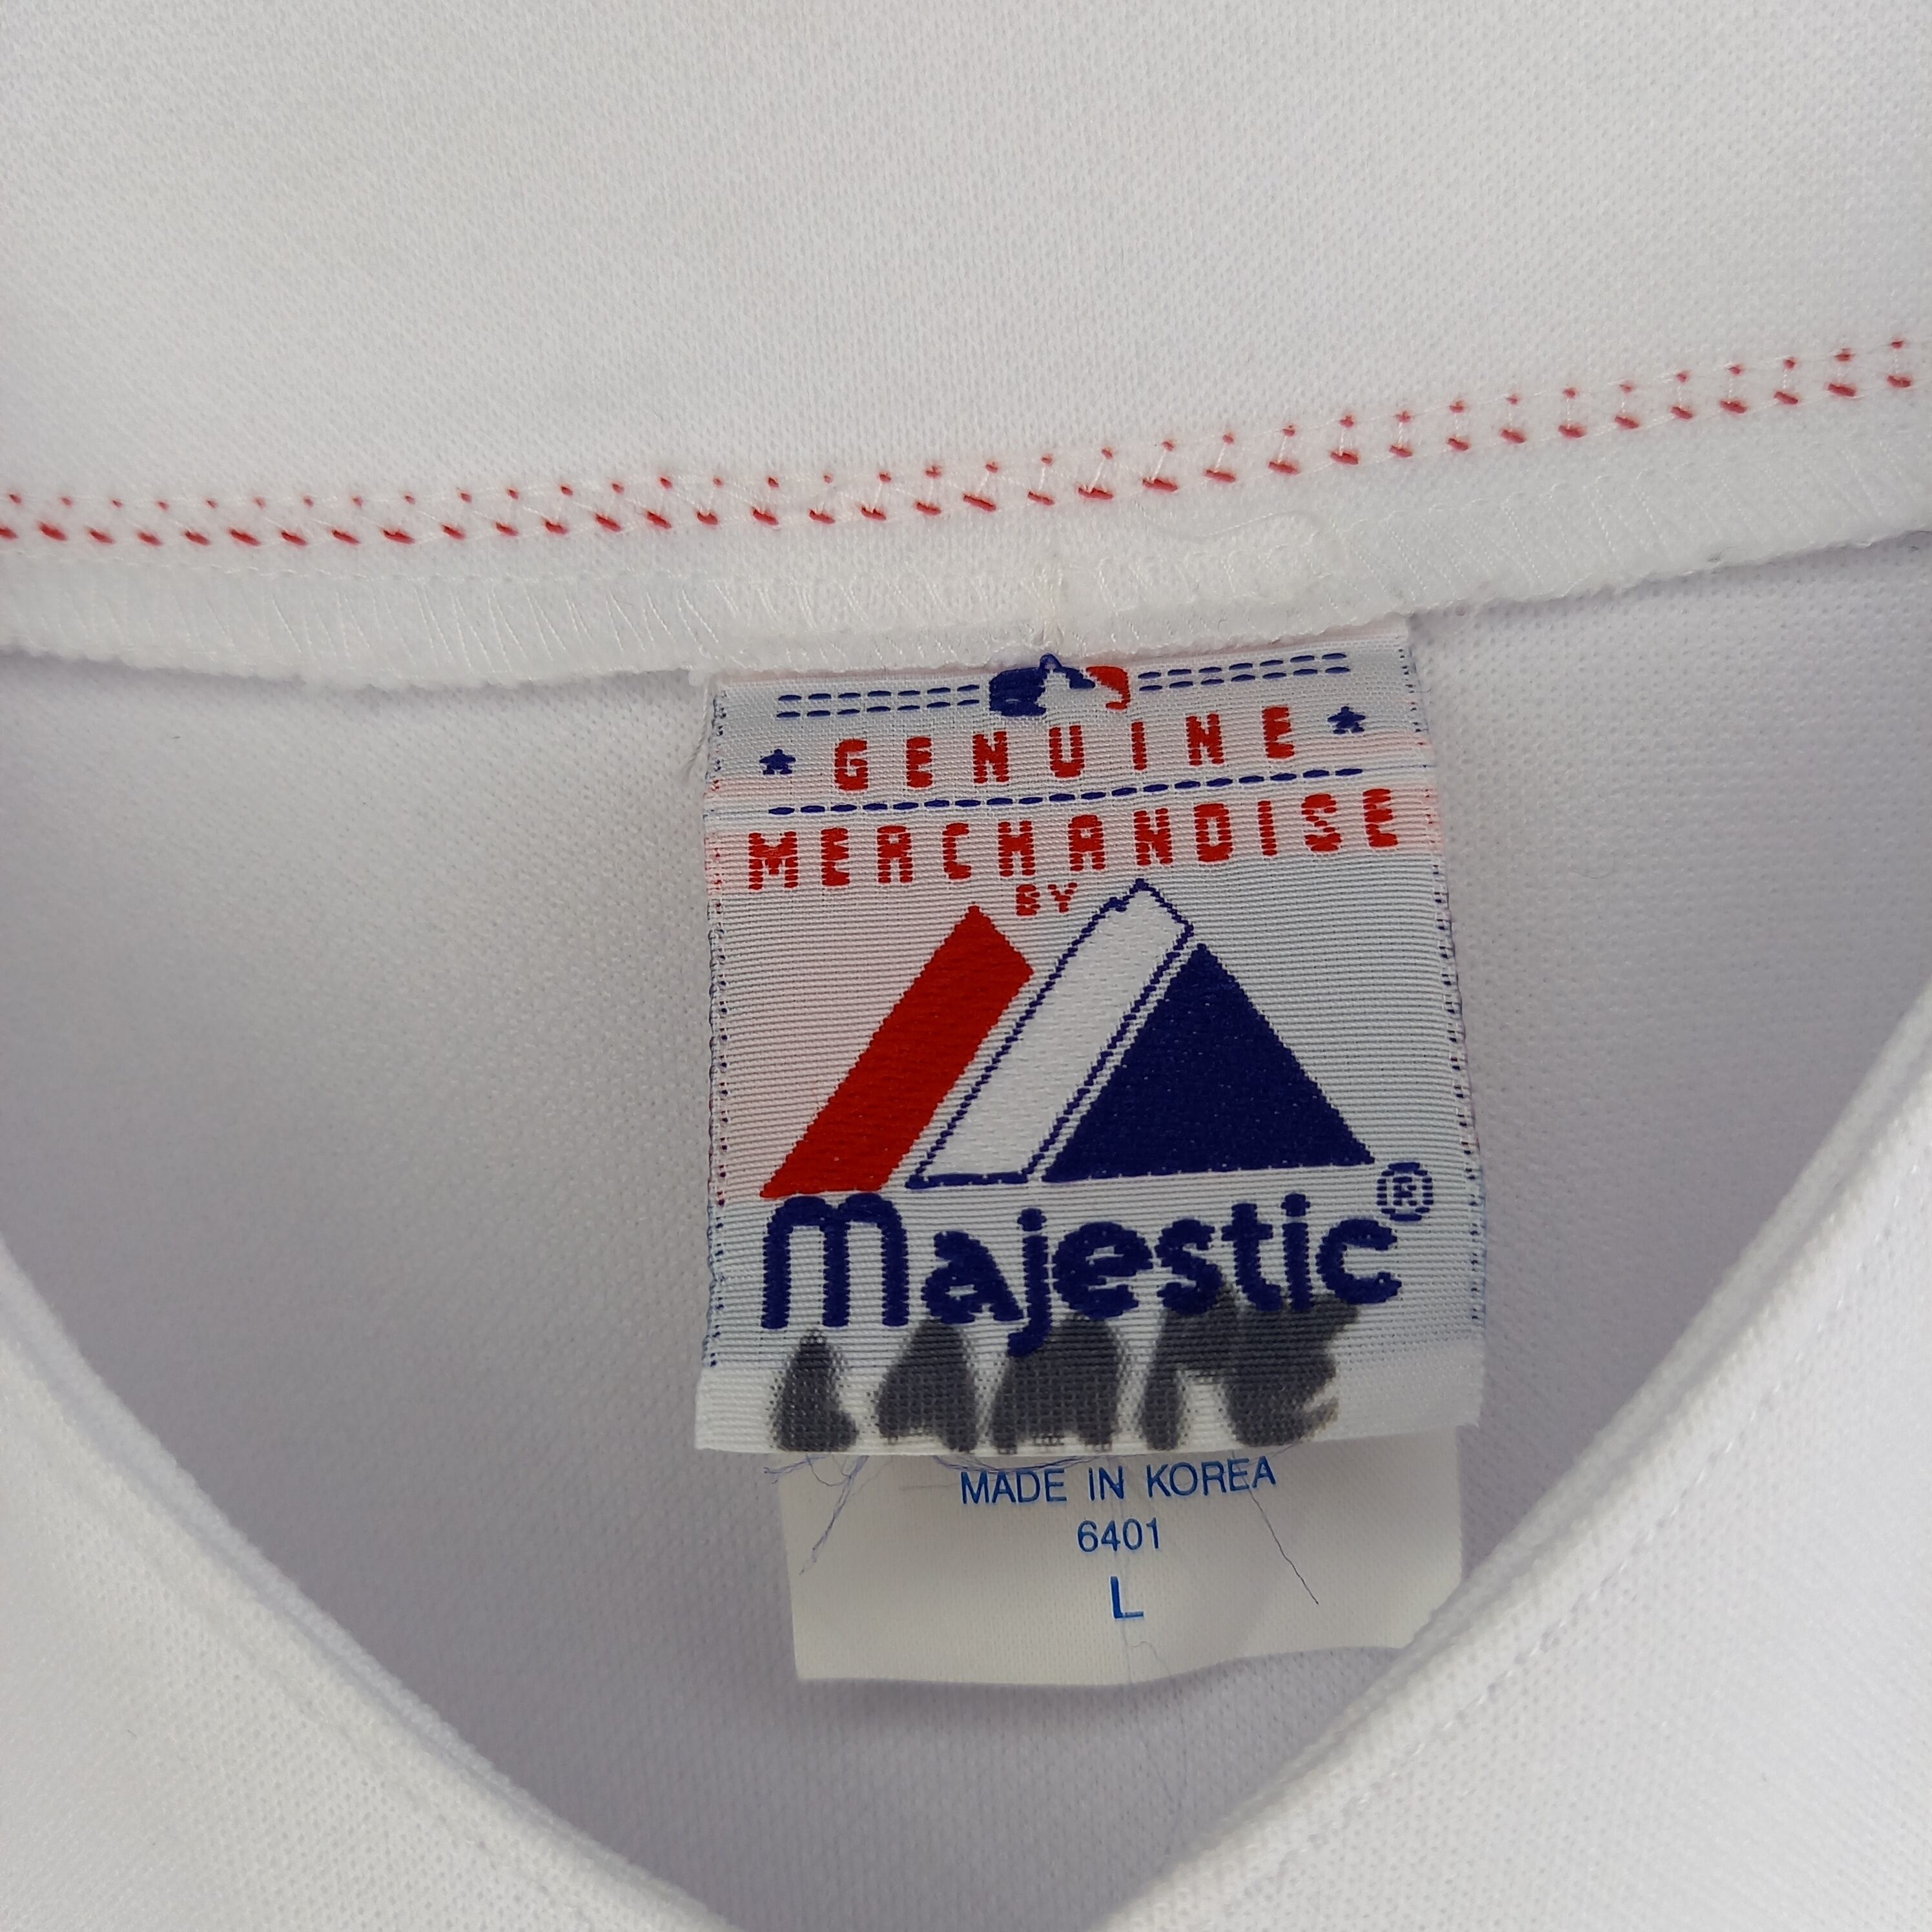 GENUINE
MERCHANDISE
BY
Majestic®
MADE IN KOREA
6401
L